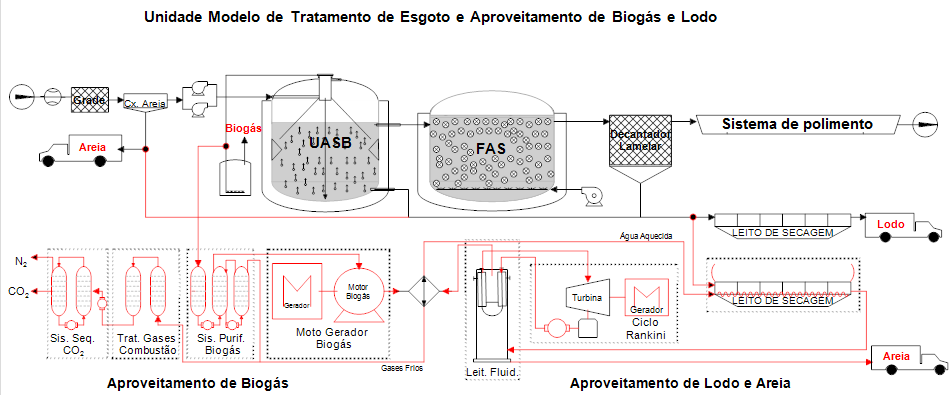 Unidade Modelo de Tratamento de Esgoto e Aproveitamento de Biogás e Lodo
Grade
Cx. Areia
Areia
Biogás
UASB
FAS
Decantador
Lamelar
Sistema de polimento
LEITO DE SECAGEM
Lodo
Água Aquecida
N2
CO2
Sis. Seq.
CO2
Trat. Gases
Combustão
Sis. Purif.
Biogás
Gerador
Motor
Biogás
Moto Gerador
Biogás
Gases Frios
Leit. Fluid.
Turbina
Gerador
Ciclo
Rankini
LEITO DE SECAGEM
Areia
Aproveitamento de Biogás
Aproveitamento de Lodo e Areia